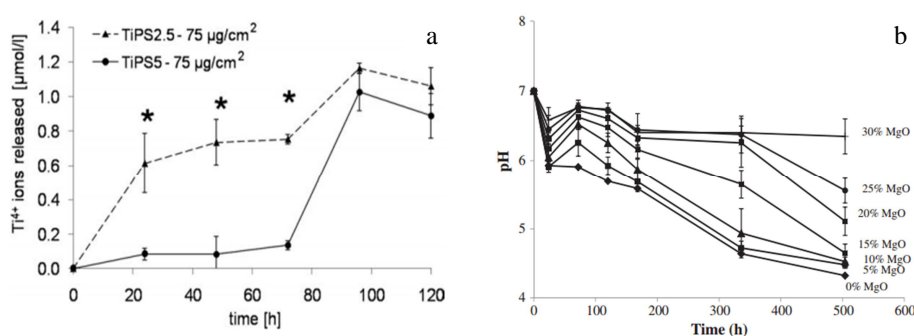 a
TiPS2.5 - 75 µg/cm²
TiPS5 - 75 µg/cm²
* * *
Ti⁴⁺ ions released [µmol/l]
1.4
1.2
1.0
0.8
0.6
0.4
0.2
0.0
0 20 40 60 80 100 120
time [h]
b
8
7
6
5
4
pH
0 100 200 300 400 500 600
Time (h)
30% MgO
25% MgO
20% MgO
15% MgO
10% MgO
5% MgO
0% MgO